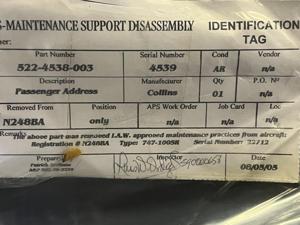 S-MAINTENANCE SUPPORT DISASSEMBLY IDENTIFICATION TAG
Part Number Serial Number Cond Vendor
522-4538-003 4539 AR n/a
Description Manufacturer Qty P.O. Nº
Passenger Address Collins 01 n/a
Removed From Position APS Work Order Job Card Loc
N248BA only n/a n/a n/a
Remarks The above part was removed I.A.W. approved maintenance practices from aircraft:
Registration # N248BA Type: 747-100SR Serial Number: 22712
Inspector
08/05/05